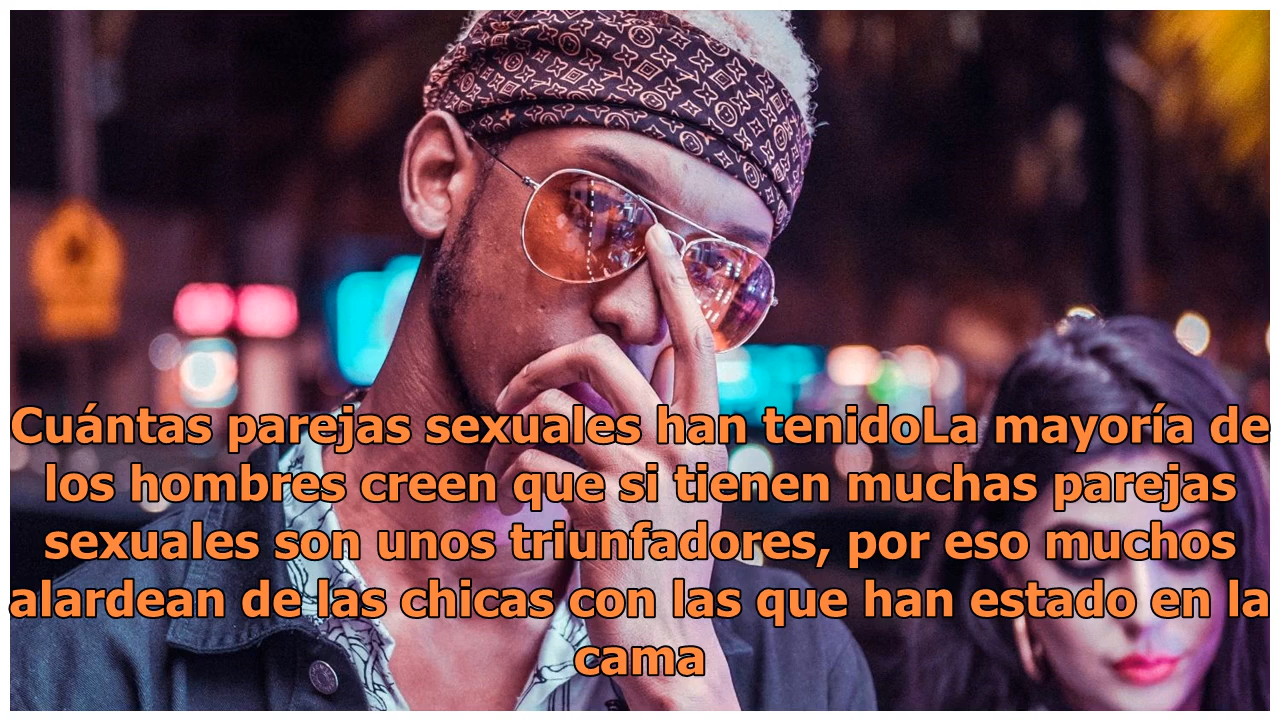 Cuántas parejas sexuales han tenidoLa mayoría de
los hombres creen que si tienen muchas parejas
sexuales son unos triunfadores, por eso muchos
alardean de las chicas con las que han estado en la
cama